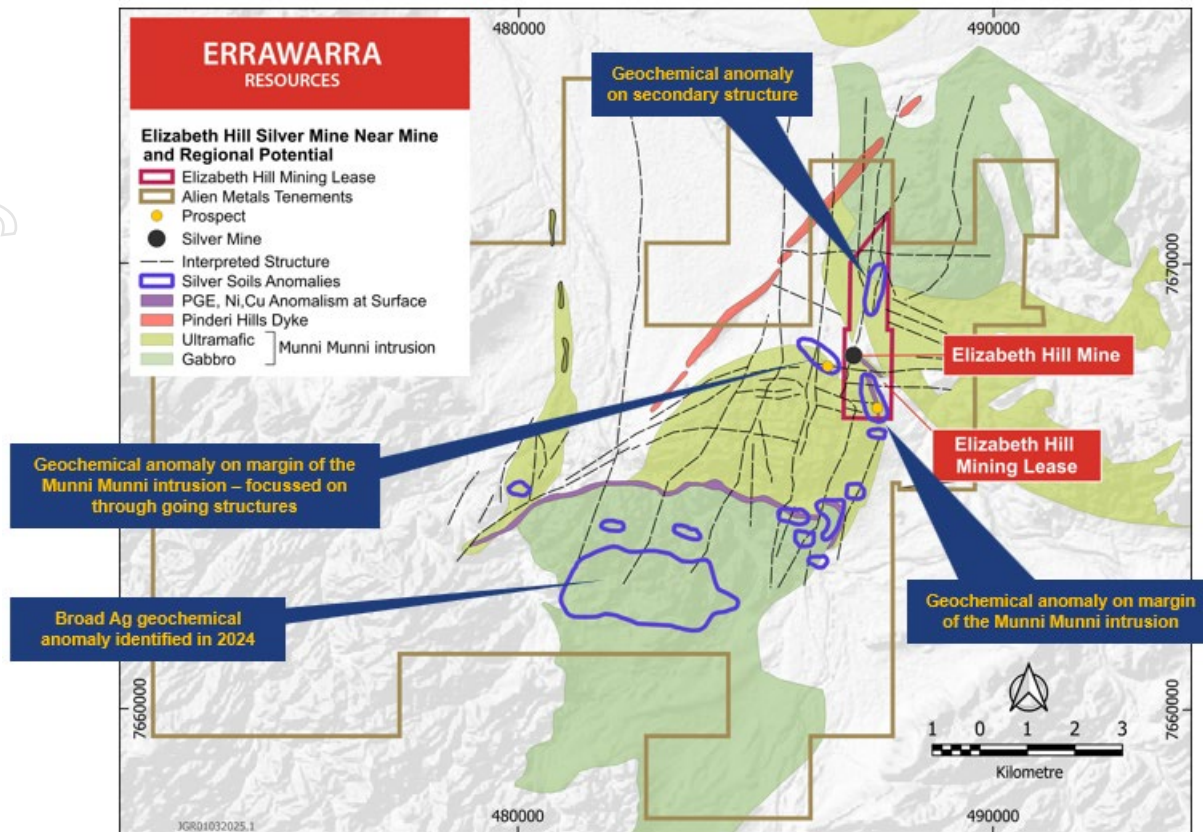 480000
490000
ERRAWARRA
RESOURCES
Elizabeth Hill Silver Mine Near Mine
and Regional Potential
Elizabeth Hill Mining Lease
Alien Metals Tenements
Prospect
Silver Mine
Interpreted Structure
Silver Soils Anomalies
PGE, Ni,Cu Anomalism at Surface
Pinderi Hills Dyke
Ultramafic
Gabbro
Munni Munni intrusion
Geochemical anomaly
on secondary structure
7670000
Elizabeth Hill Mine
Elizabeth Hill
Mining Lease
Geochemical anomaly on margin of the
Munni Munni intrusion – focussed on
through going structures
Broad Ag geochemical
anomaly identified in 2024
Geochemical anomaly on margin
of the Munni Munni intrusion
7660000
7660000
1 0 1 2 3
Kilometre
JGR01032025.1
480000
490000